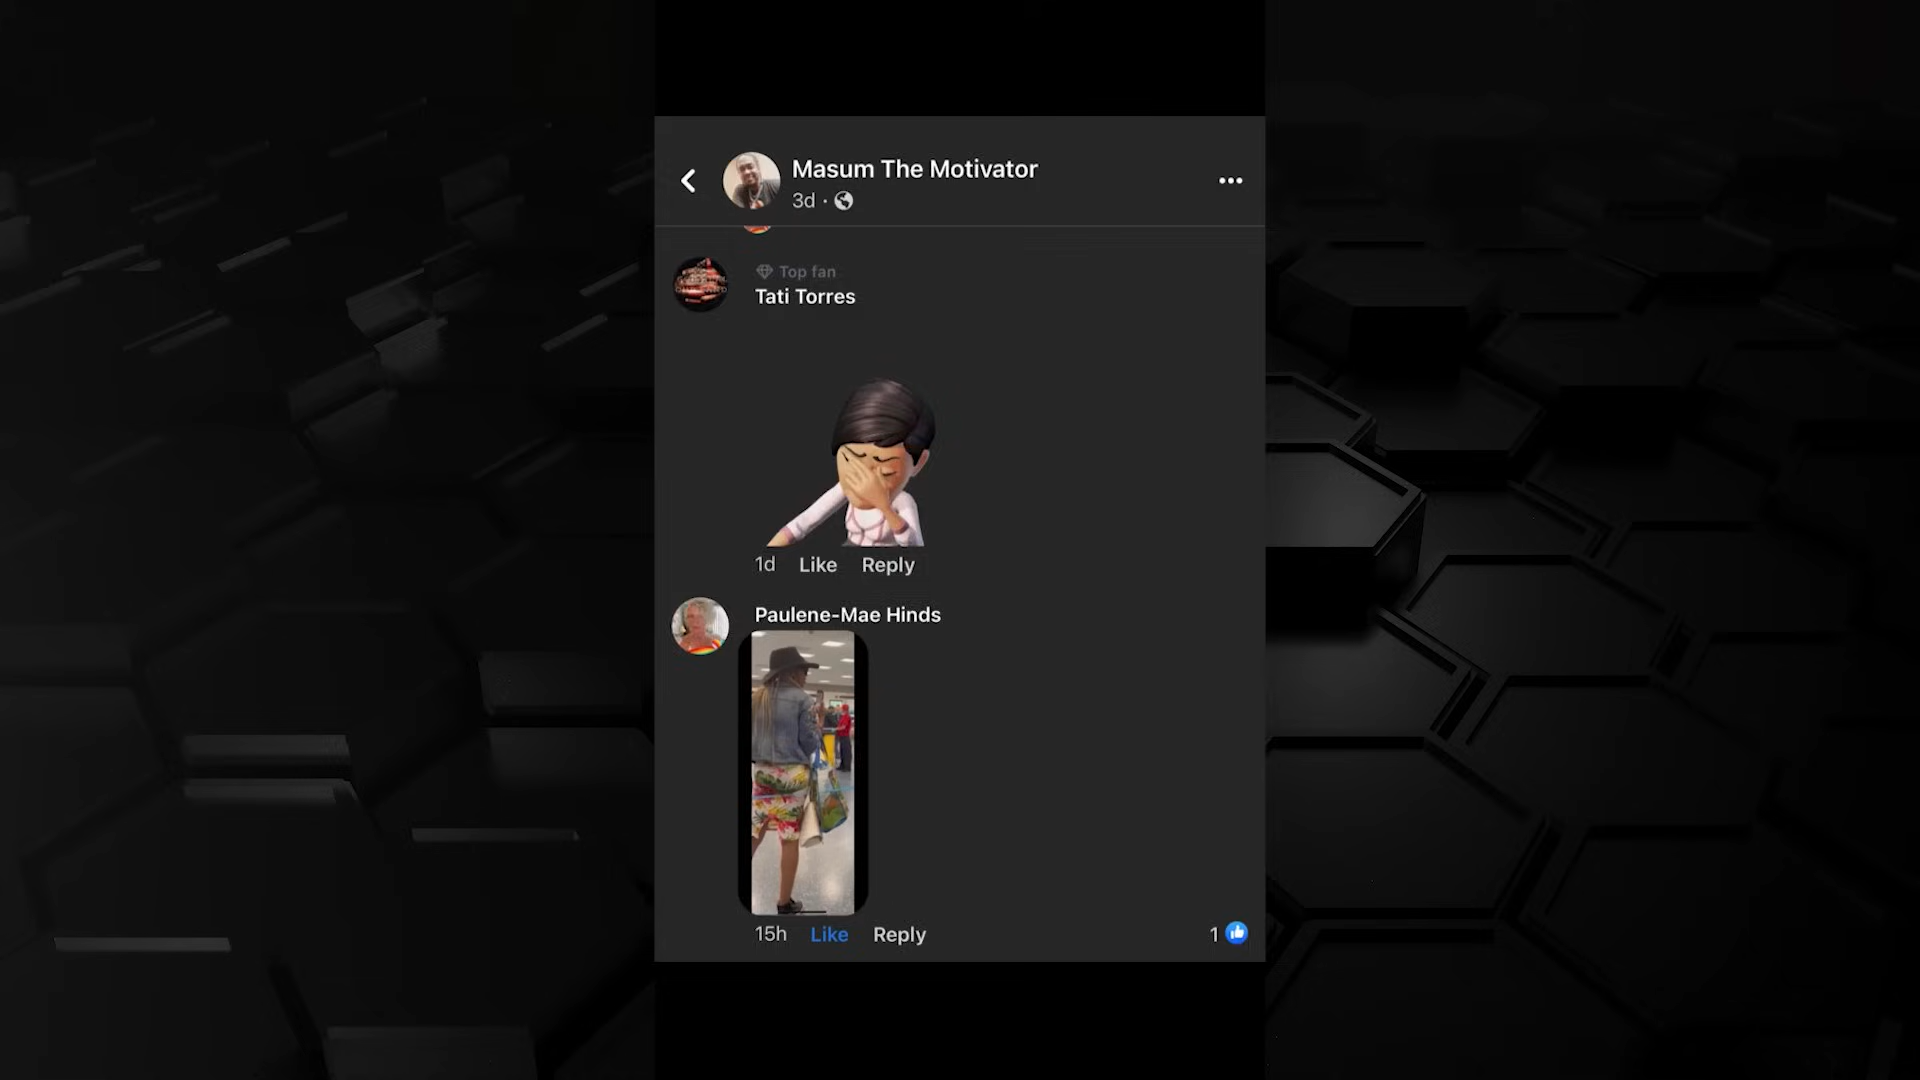 Masum The Motivator
3d ·
Top fan
Tati Torres
1d Like Reply
Paulene-Mae Hinds
15h Like Reply 1